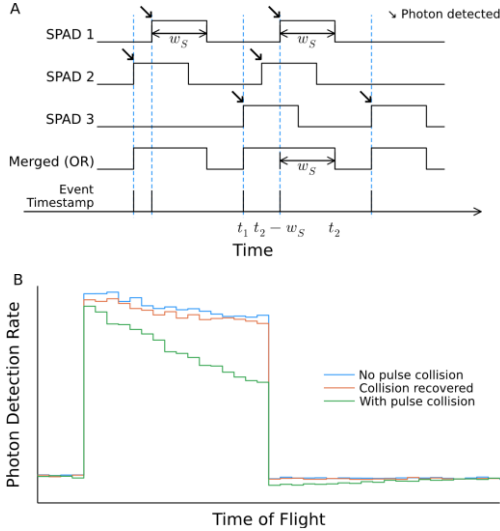 A
↘ Photon detected
SPAD 1
w_S
w_S
SPAD 2
SPAD 3
Merged (OR)
w_S
Event
Timestamp
t_1 t_2 − w_S t_2
Time
B
Photon Detection Rate
No pulse collision
Collision recovered
With pulse collision
Time of Flight